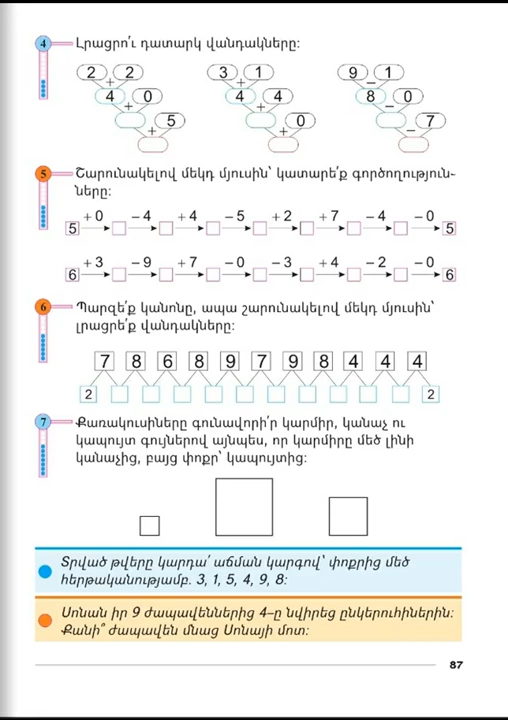 4 Լրացրո՛ւ դատարկ վանդակները:
2 + 2 3 + 1 9 − 1
4 + 0 4 + 4 8 − 0
+ 5 + 0 − 7
5 Շարունակելով մեկդ մյուսին՝ կատարե՛ք գործողություն-
ները:
+ 0 − 4 + 4 − 5 + 2 + 7 − 4 − 0
5 5
+ 3 − 9 + 7 − 0 − 3 + 4 − 2 − 0
6 6
6 Պարզե՛ք կանոնը, ապա շարունակելով մեկդ մյուսին՝
լրացրե՛ք վանդակները:
7 8 6 8 9 7 9 8 4 4 4
2 2
7 Քառակուսիները գունավորի՛ր կարմիր, կանաչ ու
կապույտ գույներով այնպես, որ կարմիրը մեծ լինի
կանաչից, բայց փոքր՝ կապույտից:
Տրված թվերը կարդա՛ աճման կարգով՝ փոքրից մեծ
հերթականությամբ. 3, 1, 5, 4, 9, 8:
Սոնան իր 9 ժապավեններից 4–ը նվիրեց ընկերուհիներին:
Քանի՞ ժապավեն մնաց Սոնայի մոտ:
87